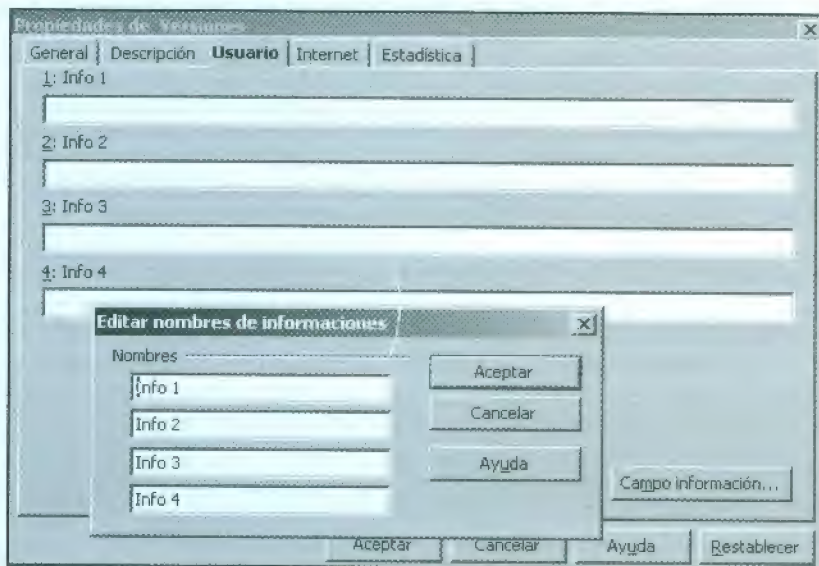 Propiedades de Versiones
General Descripción Usuario Internet Estadística
1: Info 1
2: Info 2
3: Info 3
4: Info 4
Editar nombres de informaciones
Nombres
Info 1
Info 2
Info 3
Info 4
Aceptar
Cancelar
Ayuda
Campo información...
Aceptar Cancelar Ayuda Restablecer